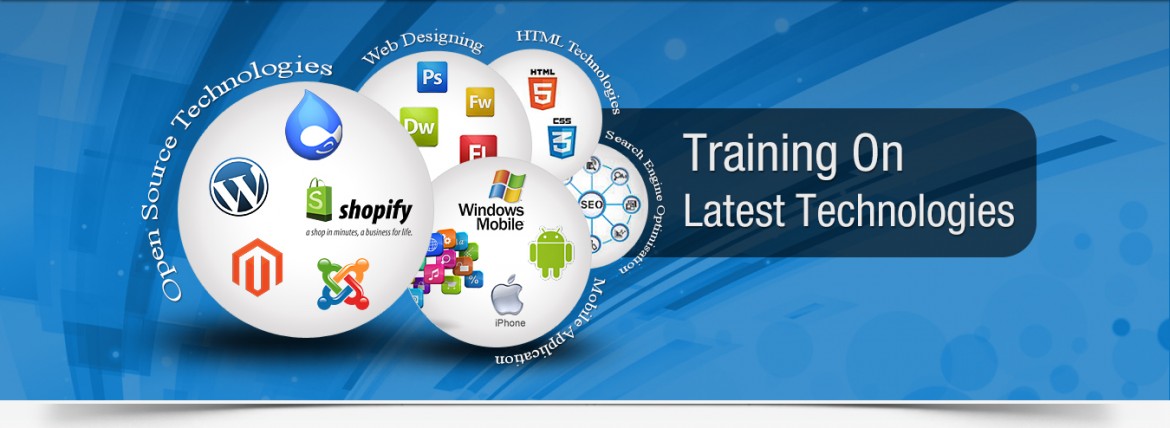 Open Source Technologies
Web Designing
HTML Technologies
Search Engine Optimisation
Mobile Application
Ps
Fw
Dw
Fl
HTML
5
CSS
3
W
S
shopify
a shop in minutes, a business for life.
Windows
Mobile
iPhone
SEO
%
Training On
Latest Technologies